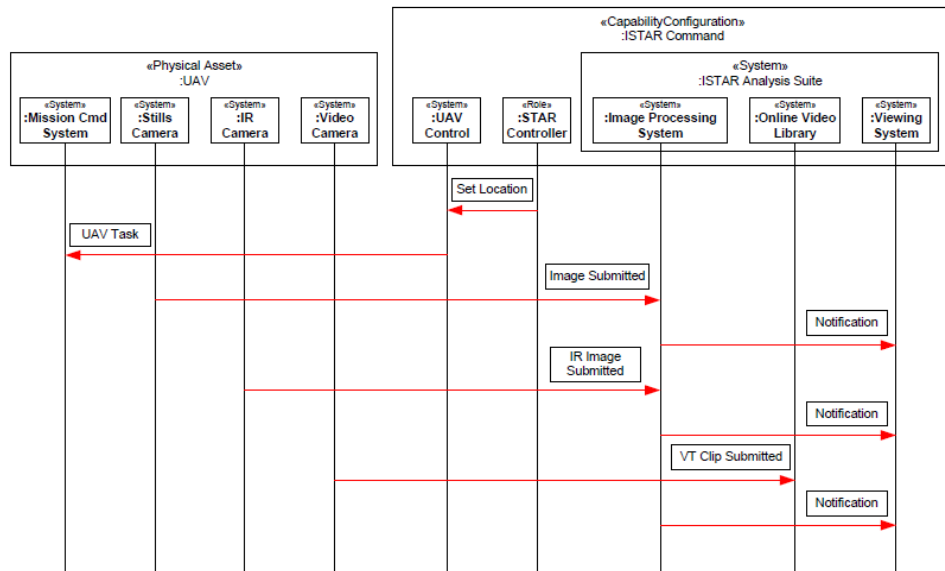 «CapabilityConfiguration»
:ISTAR Command
«Physical Asset»
:UAV
«System»
:ISTAR Analysis Suite
«System»
:Mission Cmd
System
«System»
:Stills
Camera
«System»
:IR
Camera
«System»
:Video
Camera
«System»
:UAV
Control
«Role»
:STAR
Controller
«System»
:Image Processing
System
«System»
:Online Video
Library
«System»
:Viewing
System
Set Location
UAV Task
Image Submitted
Notification
IR Image
Submitted
Notification
VT Clip Submitted
Notification